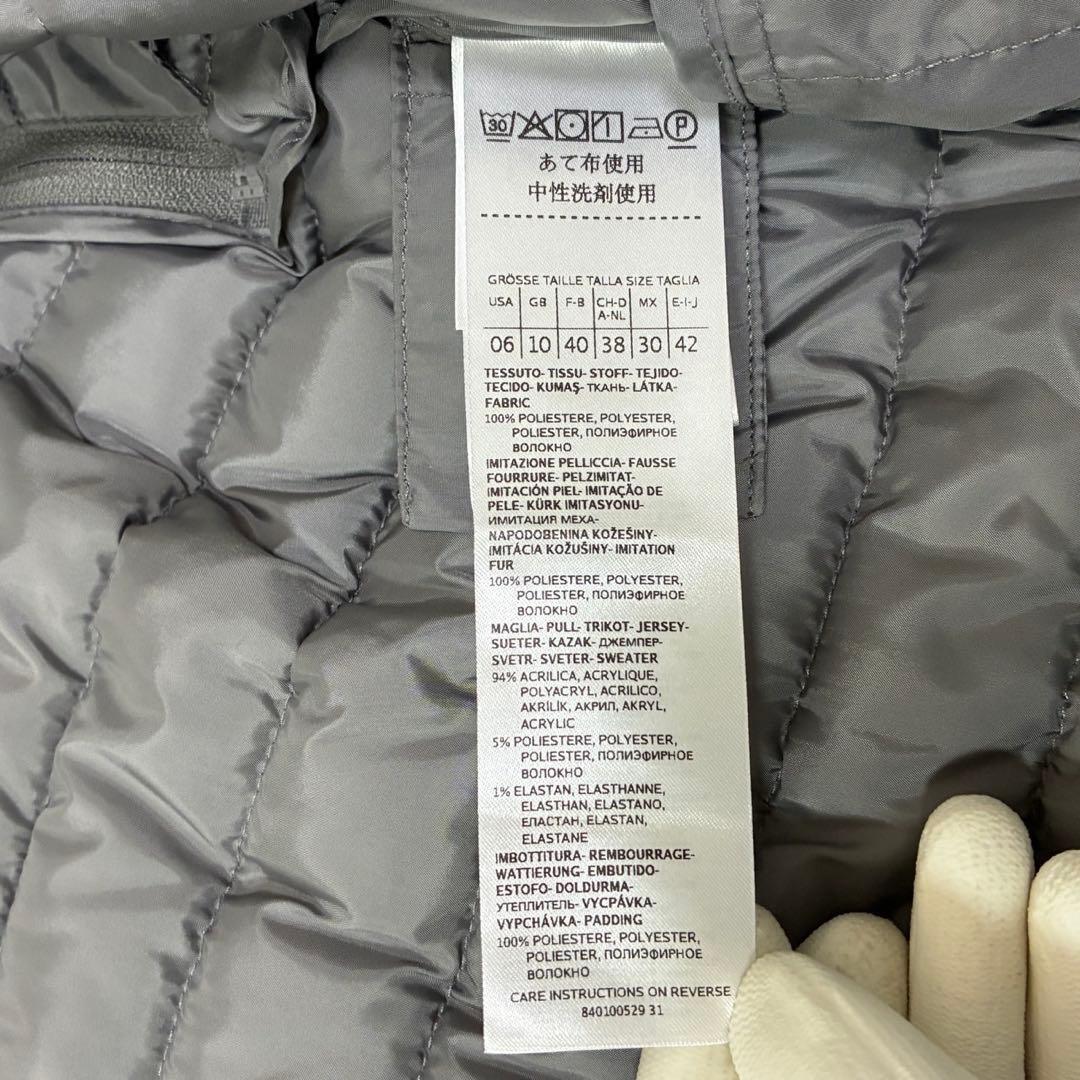 30 P
あて布使用
中性洗剤使用
GRÖSSE TAILLE TALLA SIZE TAGLIA
USA GB F-B CH-D A-NL MX E-I-J
06 10 40 38 30 42
TESSUTO- TISSU- STOFF- TEJIDO-
TECIDO- KUMAŞ- ТКАНЬ- LÁTKA-
FABRIC
100% POLIESTERE, POLYESTER,
POLIESTER, ПОЛИЭФИРНОЕ
ВОЛОКНО
IMITAZIONE PELLICCIA- FAUSSE
FOURRURE- PELZIMITAT-
IMITACIÓN PIEL- IMITAÇÃO DE
PELE- KÜRK IMITASYONU-
ИМИТАЦИЯ МЕХА-
NAPODOBENINA KOŽEŠINY-
IMITÁCIA KOŽUŠINY- IMITATION
FUR
100% POLIESTERE, POLYESTER,
POLIESTER, ПОЛИЭФИРНОЕ
ВОЛОКНО
MAGLIA- PULL- TRIKOT- JERSEY-
SUETER- KAZAK- ДЖЕМПЕР-
SVETR- SVETER- SWEATER
94% ACRILICA, ACRYLIQUE,
POLYACRYL, ACRILICO,
AKRİLİK, АКРИЛ, AKRYL,
ACRYLIC
5% POLIESTERE, POLYESTER,
POLIESTER, ПОЛИЭФИРНОЕ
ВОЛОКНО
1% ELASTAN, ELASTHANNE,
ELASTHAN, ELASTANO,
ЕЛАСТАН, ELASTAN,
ELASTANE
IMBOTTITURA- REMBOURRAGE-
WATTIERUNG- EMBUTIDO-
ESTOFO- DOLDURMA-
УТЕПЛИТЕЛЬ- VYCPÁVKA-
VYPCHÁVKA- PADDING
100% POLIESTERE, POLYESTER,
POLIESTER, ПОЛИЭФИРНОЕ
ВОЛОКНО
CARE INSTRUCTIONS ON REVERSE
840100529 31